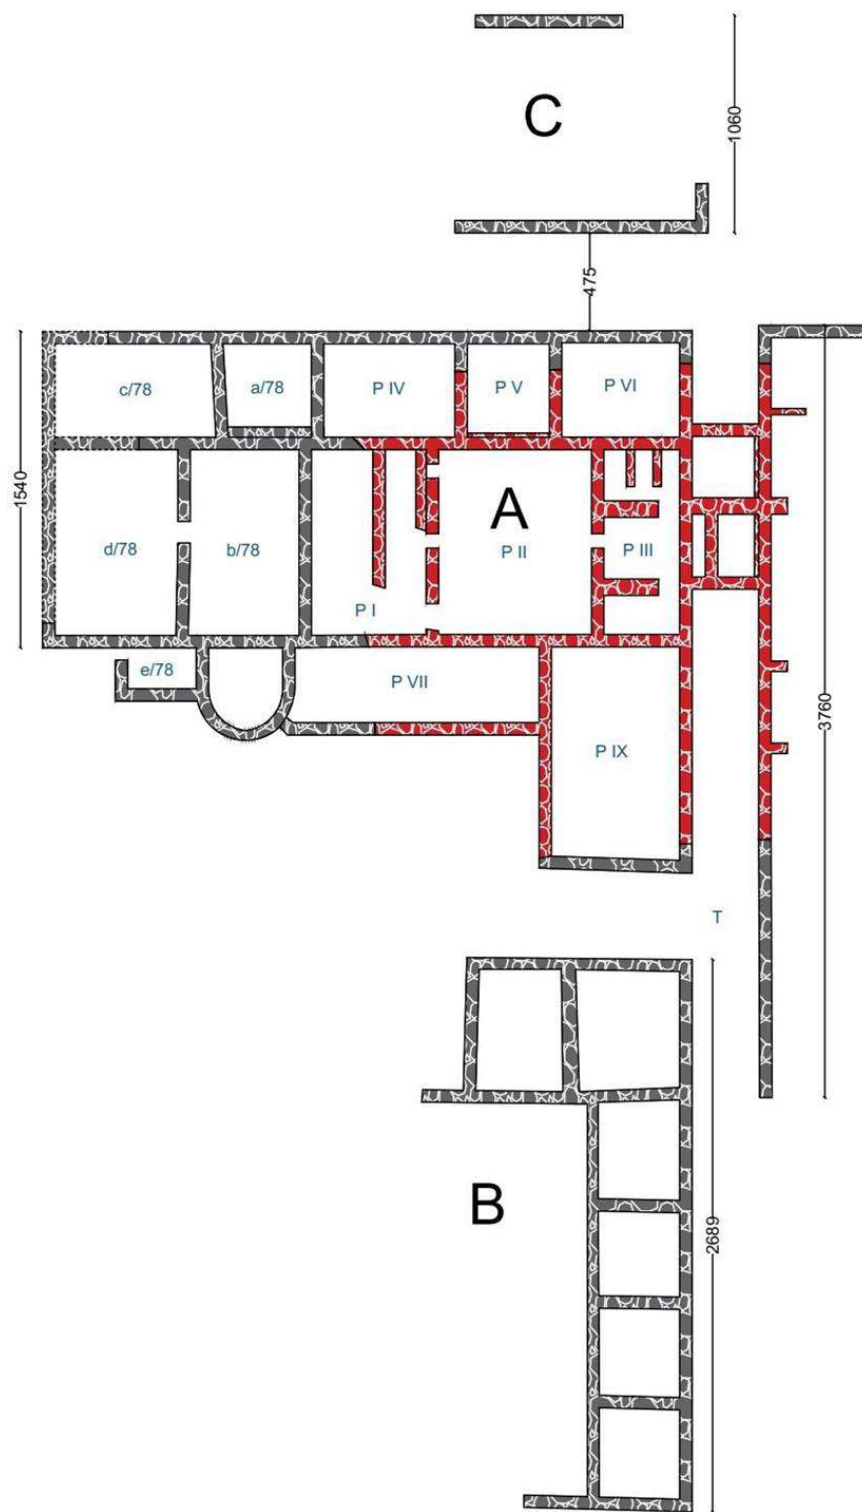 C
1060
475
c/78
a/78
P IV
P V
P VI
1540
A
d/78
b/78
P II
P III
P I
e/78
P VII
3760
P IX
T
B
2689